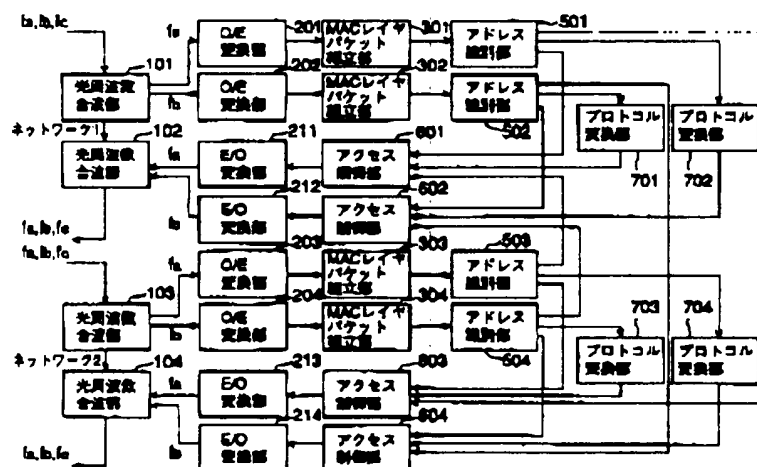 fa,fb,fc
101
光周波数
分波部
fa
201
O/E
変換部
301
MACレイヤ
パケット
組立部
501
アドレス
識別部
fb
202
O/E
変換部
302
MACレイヤ
パケット
組立部
502
アドレス
識別部
ネットワーク1
102
光周波数
合波部
fa
211
E/O
変換部
601
アクセス
制御部
プロトコル
変換部
701
プロトコル
変換部
702
fb
212
E/O
変換部
602
アクセス
制御部
fa,fb,fc
fa,fb,fc
103
光周波数
fa
203
O/E
変換部
303
MACレイヤ
パケット
組立部
503
アドレス
識別部
fb
204
O/E
変換部
304
MACレイヤ
パケット
組立部
504
アドレス
識別部
703
プロトコル
変換部
704
プロトコル
変換部
ネットワーク2
104
光周波数
合波部
fa
213
E/O
変換部
603
アクセス
制御部
fb
214
E/O
変換部
604
アクセス
制御部
fa,fb,fc